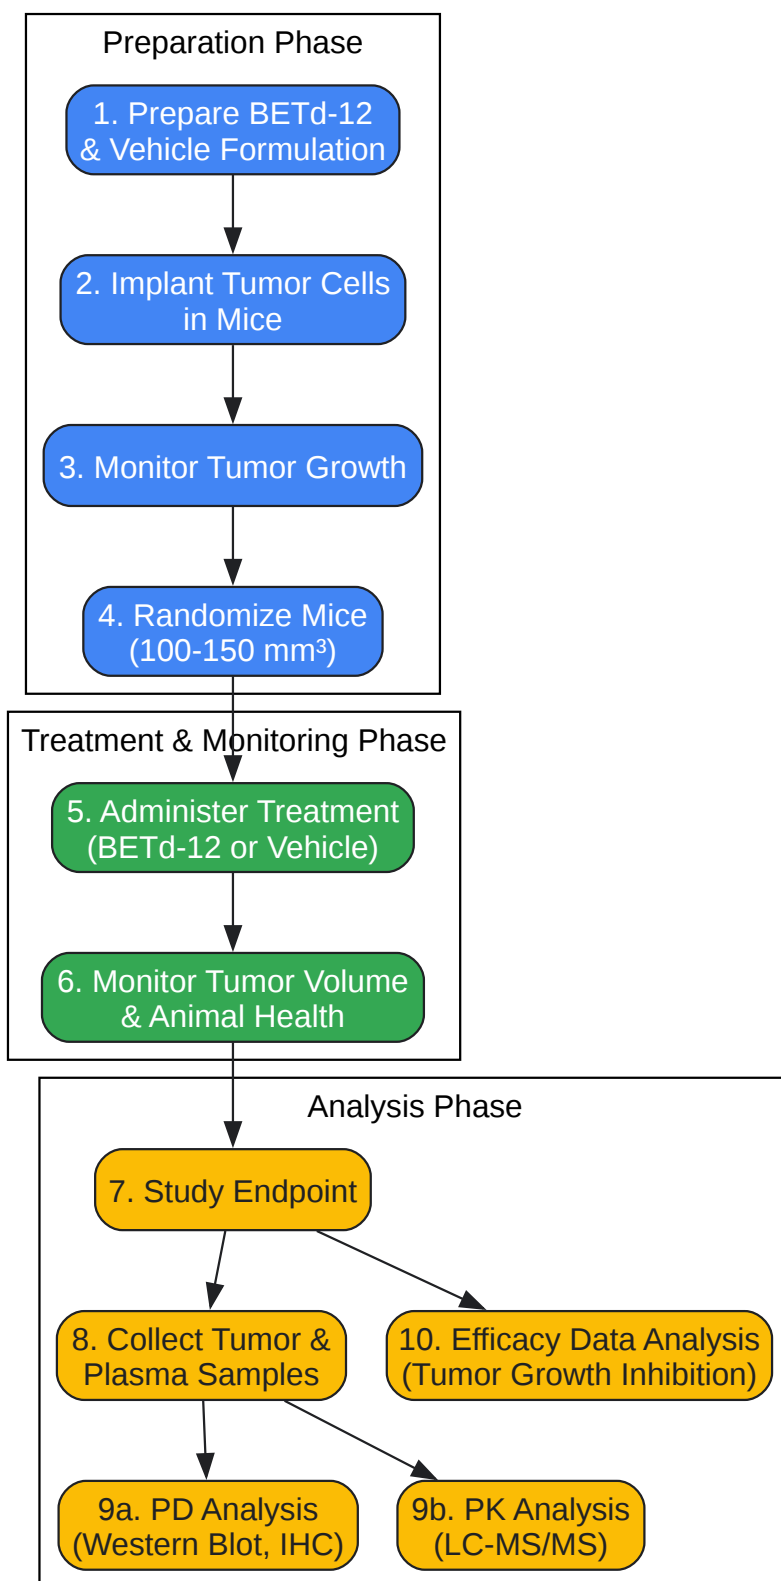 Preparation Phase
1. Prepare BETd-12
& Vehicle Formulation
2. Implant Tumor Cells
in Mice
3. Monitor Tumor Growth
4. Randomize Mice
(100-150 mm³)
Treatment & Monitoring Phase
5. Administer Treatment
(BETd-12 or Vehicle)
6. Monitor Tumor Volume
& Animal Health
Analysis Phase
7. Study Endpoint
8. Collect Tumor &
Plasma Samples
10. Efficacy Data Analysis
(Tumor Growth Inhibition)
9a. PD Analysis
(Western Blot, IHC)
9b. PK Analysis
(LC-MS/MS)